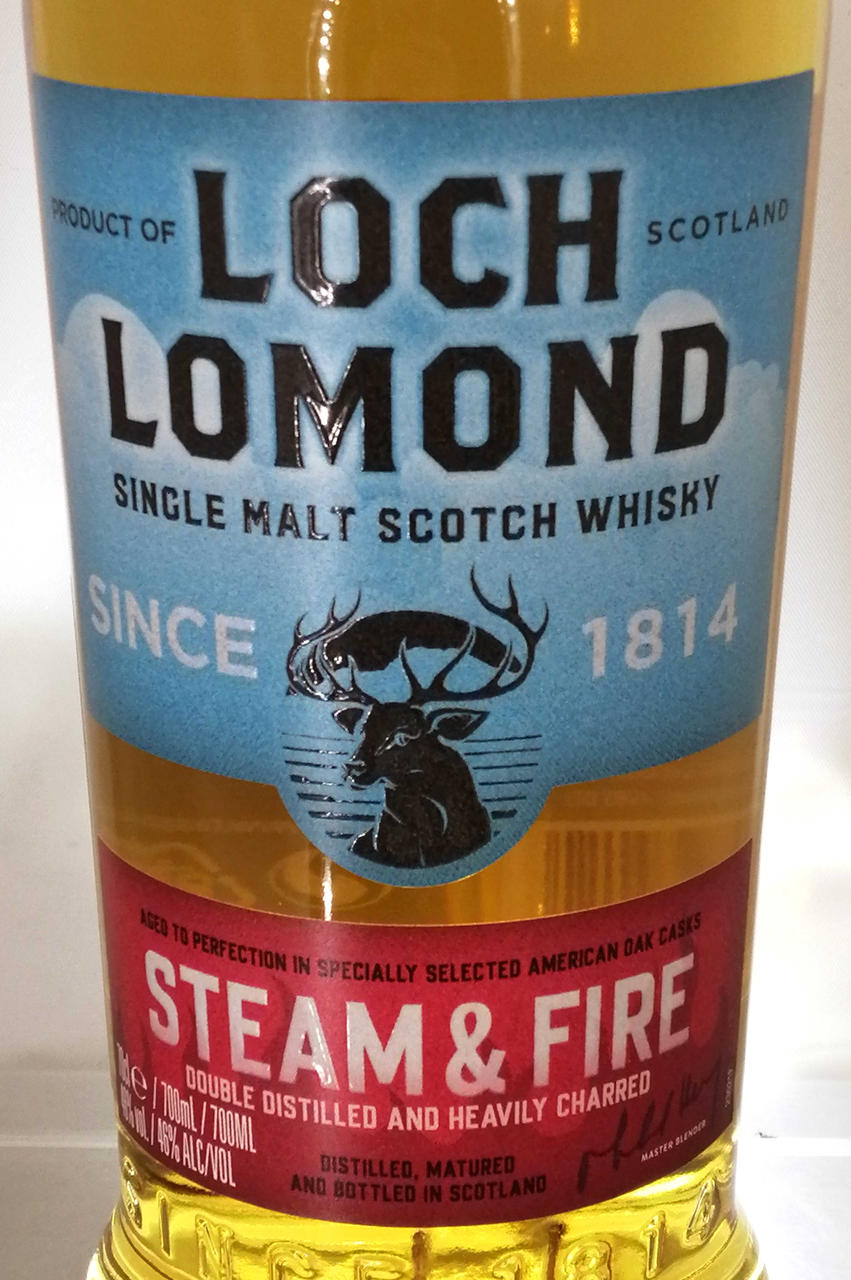 PRODUCT OF
LOCH
SCOTLAND
LOMOND
SINGLE MALT SCOTCH WHISKY
SINCE
1814
AGED TO PERFECTION IN SPECIALLY SELECTED AMERICAN OAK CASKS
STEAM & FIRE
DOUBLE DISTILLED AND HEAVILY CHARRED
70cl e / 700mL / 700ML
VOL / 46% ALC/VOL
MASTER BLENDER
DISTILLED, MATURED
AND BOTTLED IN SCOTLAND
SINCE 1814